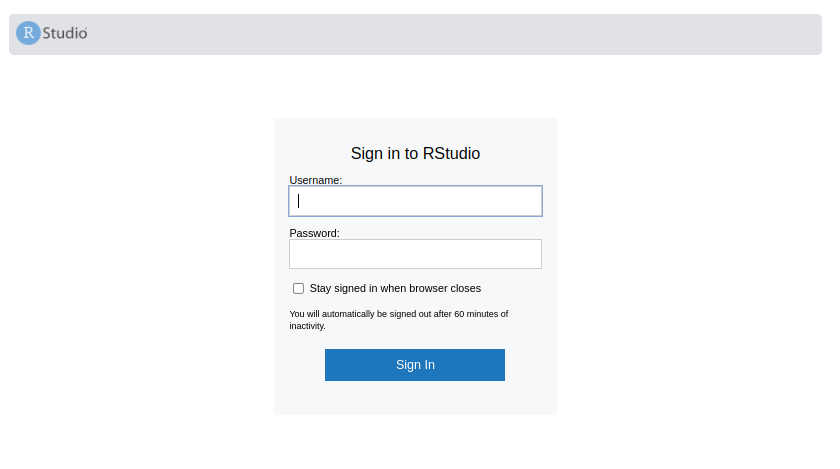 R Studio
Sign in to RStudio
Username:
Password:
Stay signed in when browser closes
You will automatically be signed out after 60 minutes of
inactivity.
Sign In